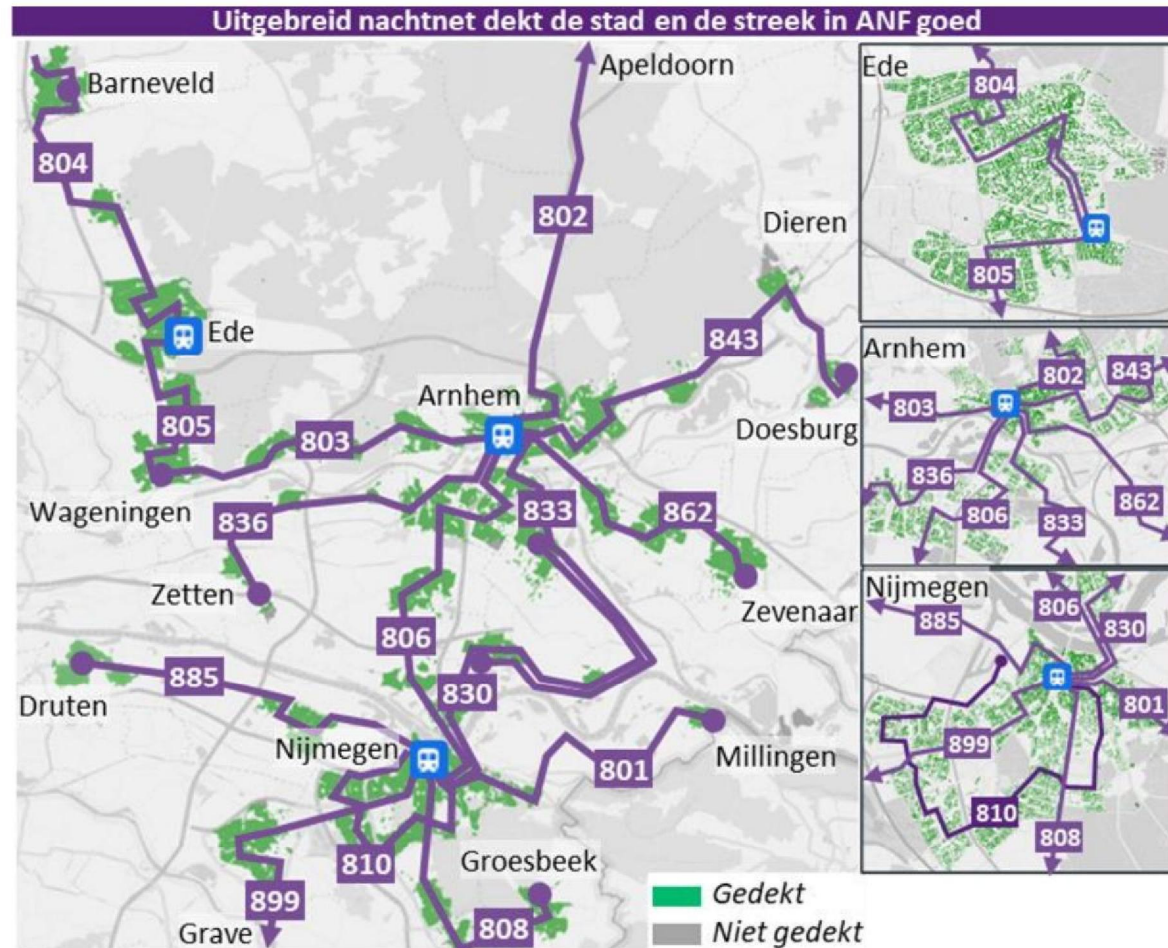 Uitgebreid nachtnet dekt de stad en de streek in ANF goed
Barneveld
Apeldoorn
804
802
Dieren
Ede
843
Arnhem
805
803
Doesburg
Wageningen
836
833
862
Zetten
Zevenaar
806
885
830
Druten
Nijmegen
801
Millingen
810
Groesbeek
899
808
Grave
Gedekt
Niet gedekt
Ede
804
805
Arnhem
802
843
803
836
806
833
862
Nijmegen
806
885
830
801
899
810
808